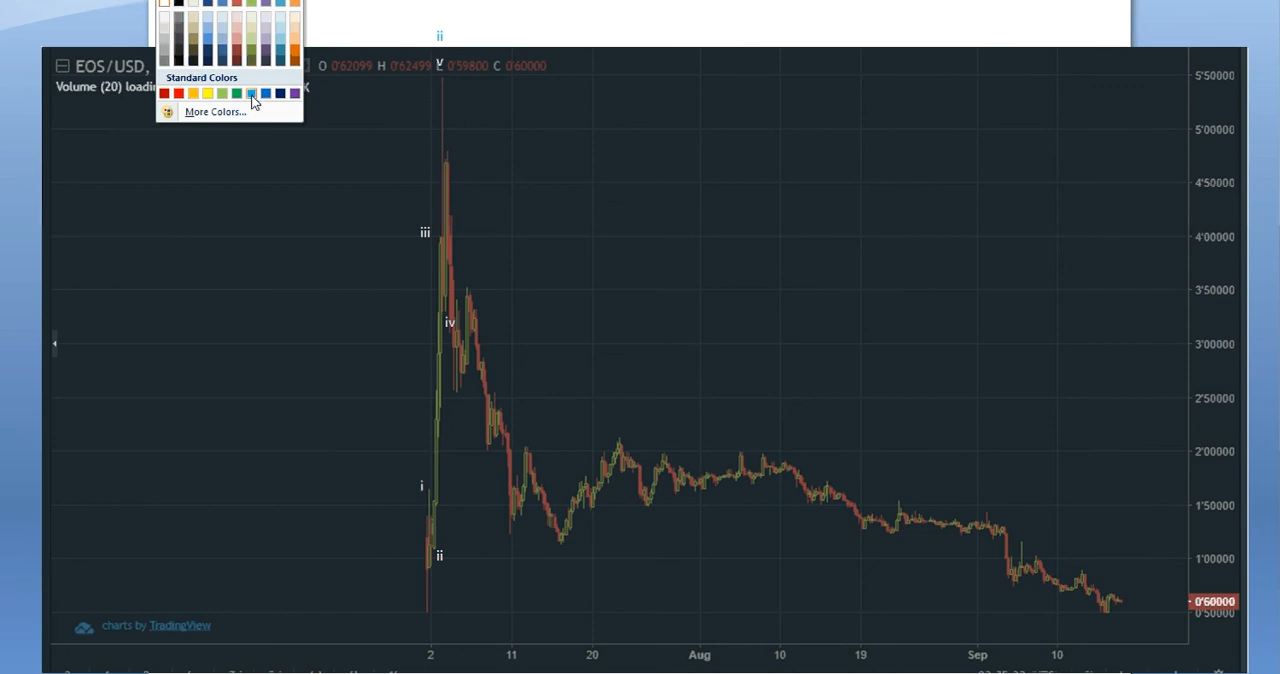 ii
EOS/USD,
O 0'62099 H 0'62499 L 0'59800 C 0'60000
v
Standard Colors
Volume (20) loadin
More Colors...
5'50000
5'00000
4'50000
iii
4'00000
3'50000
iv
3'00000
2'50000
2'00000
i
1'50000
ii
1'00000
0'60000
0'50000
charts by TradingView
2 11 20 Aug 10 19 Sep 10